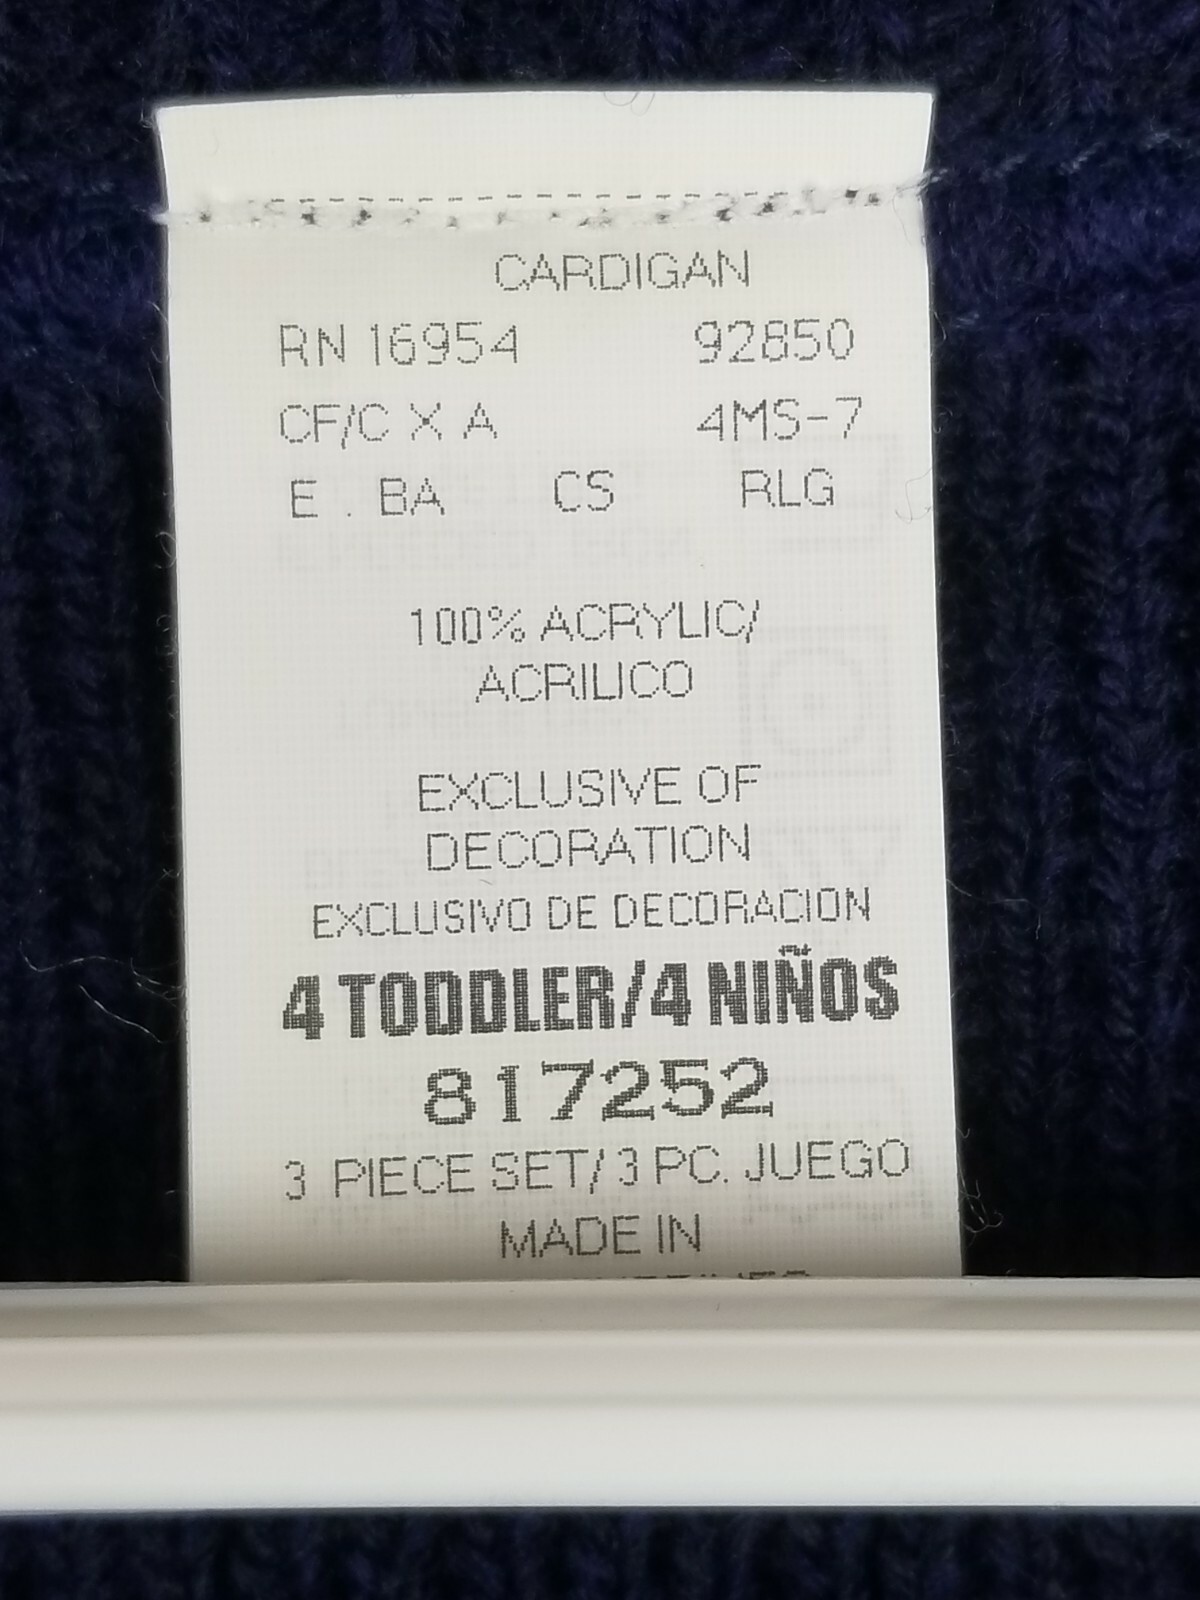 CARDIGAN
RN 16954 92850
CF/C X A 4MS-7
E . BA CS RLG
100% ACRYLIC/
ACRILICO
EXCLUSIVE OF
DECORATION
EXCLUSIVO DE DECORACION
4 TODDLER/4 NIÑOS
817252
3 PIECE SET/3 PC. JUEGO
MADE IN